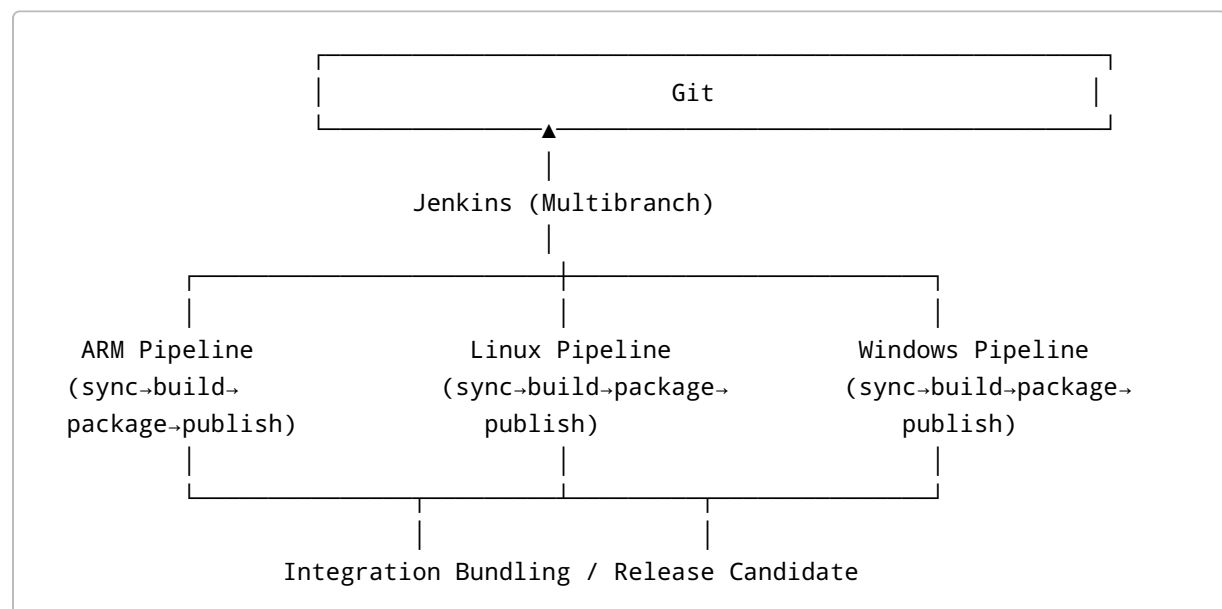 Git
Jenkins (Multibranch)
ARM Pipeline Linux Pipeline Windows Pipeline
(sync→build→ (sync→build→package→ (sync→build→package→
package→publish) publish) publish)
Integration Bundling / Release Candidate